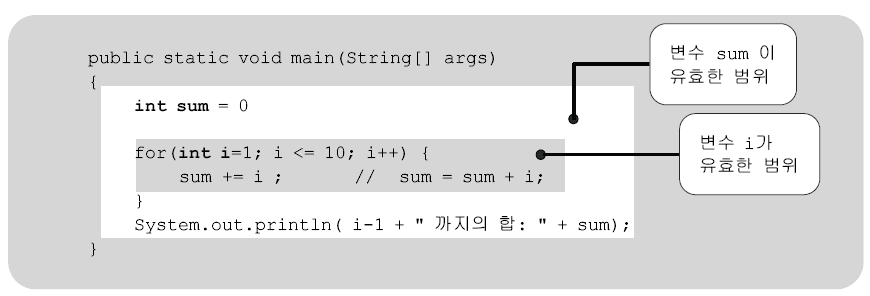 public static void main(String[] args)
{
int sum = 0
for(int i=1; i <= 10; i++) {
sum += i ; // sum = sum + i;
}
System.out.println( i-1 + " 까지의 합: " + sum);
}
변수 sum 이
유효한 범위
변수 i가
유효한 범위